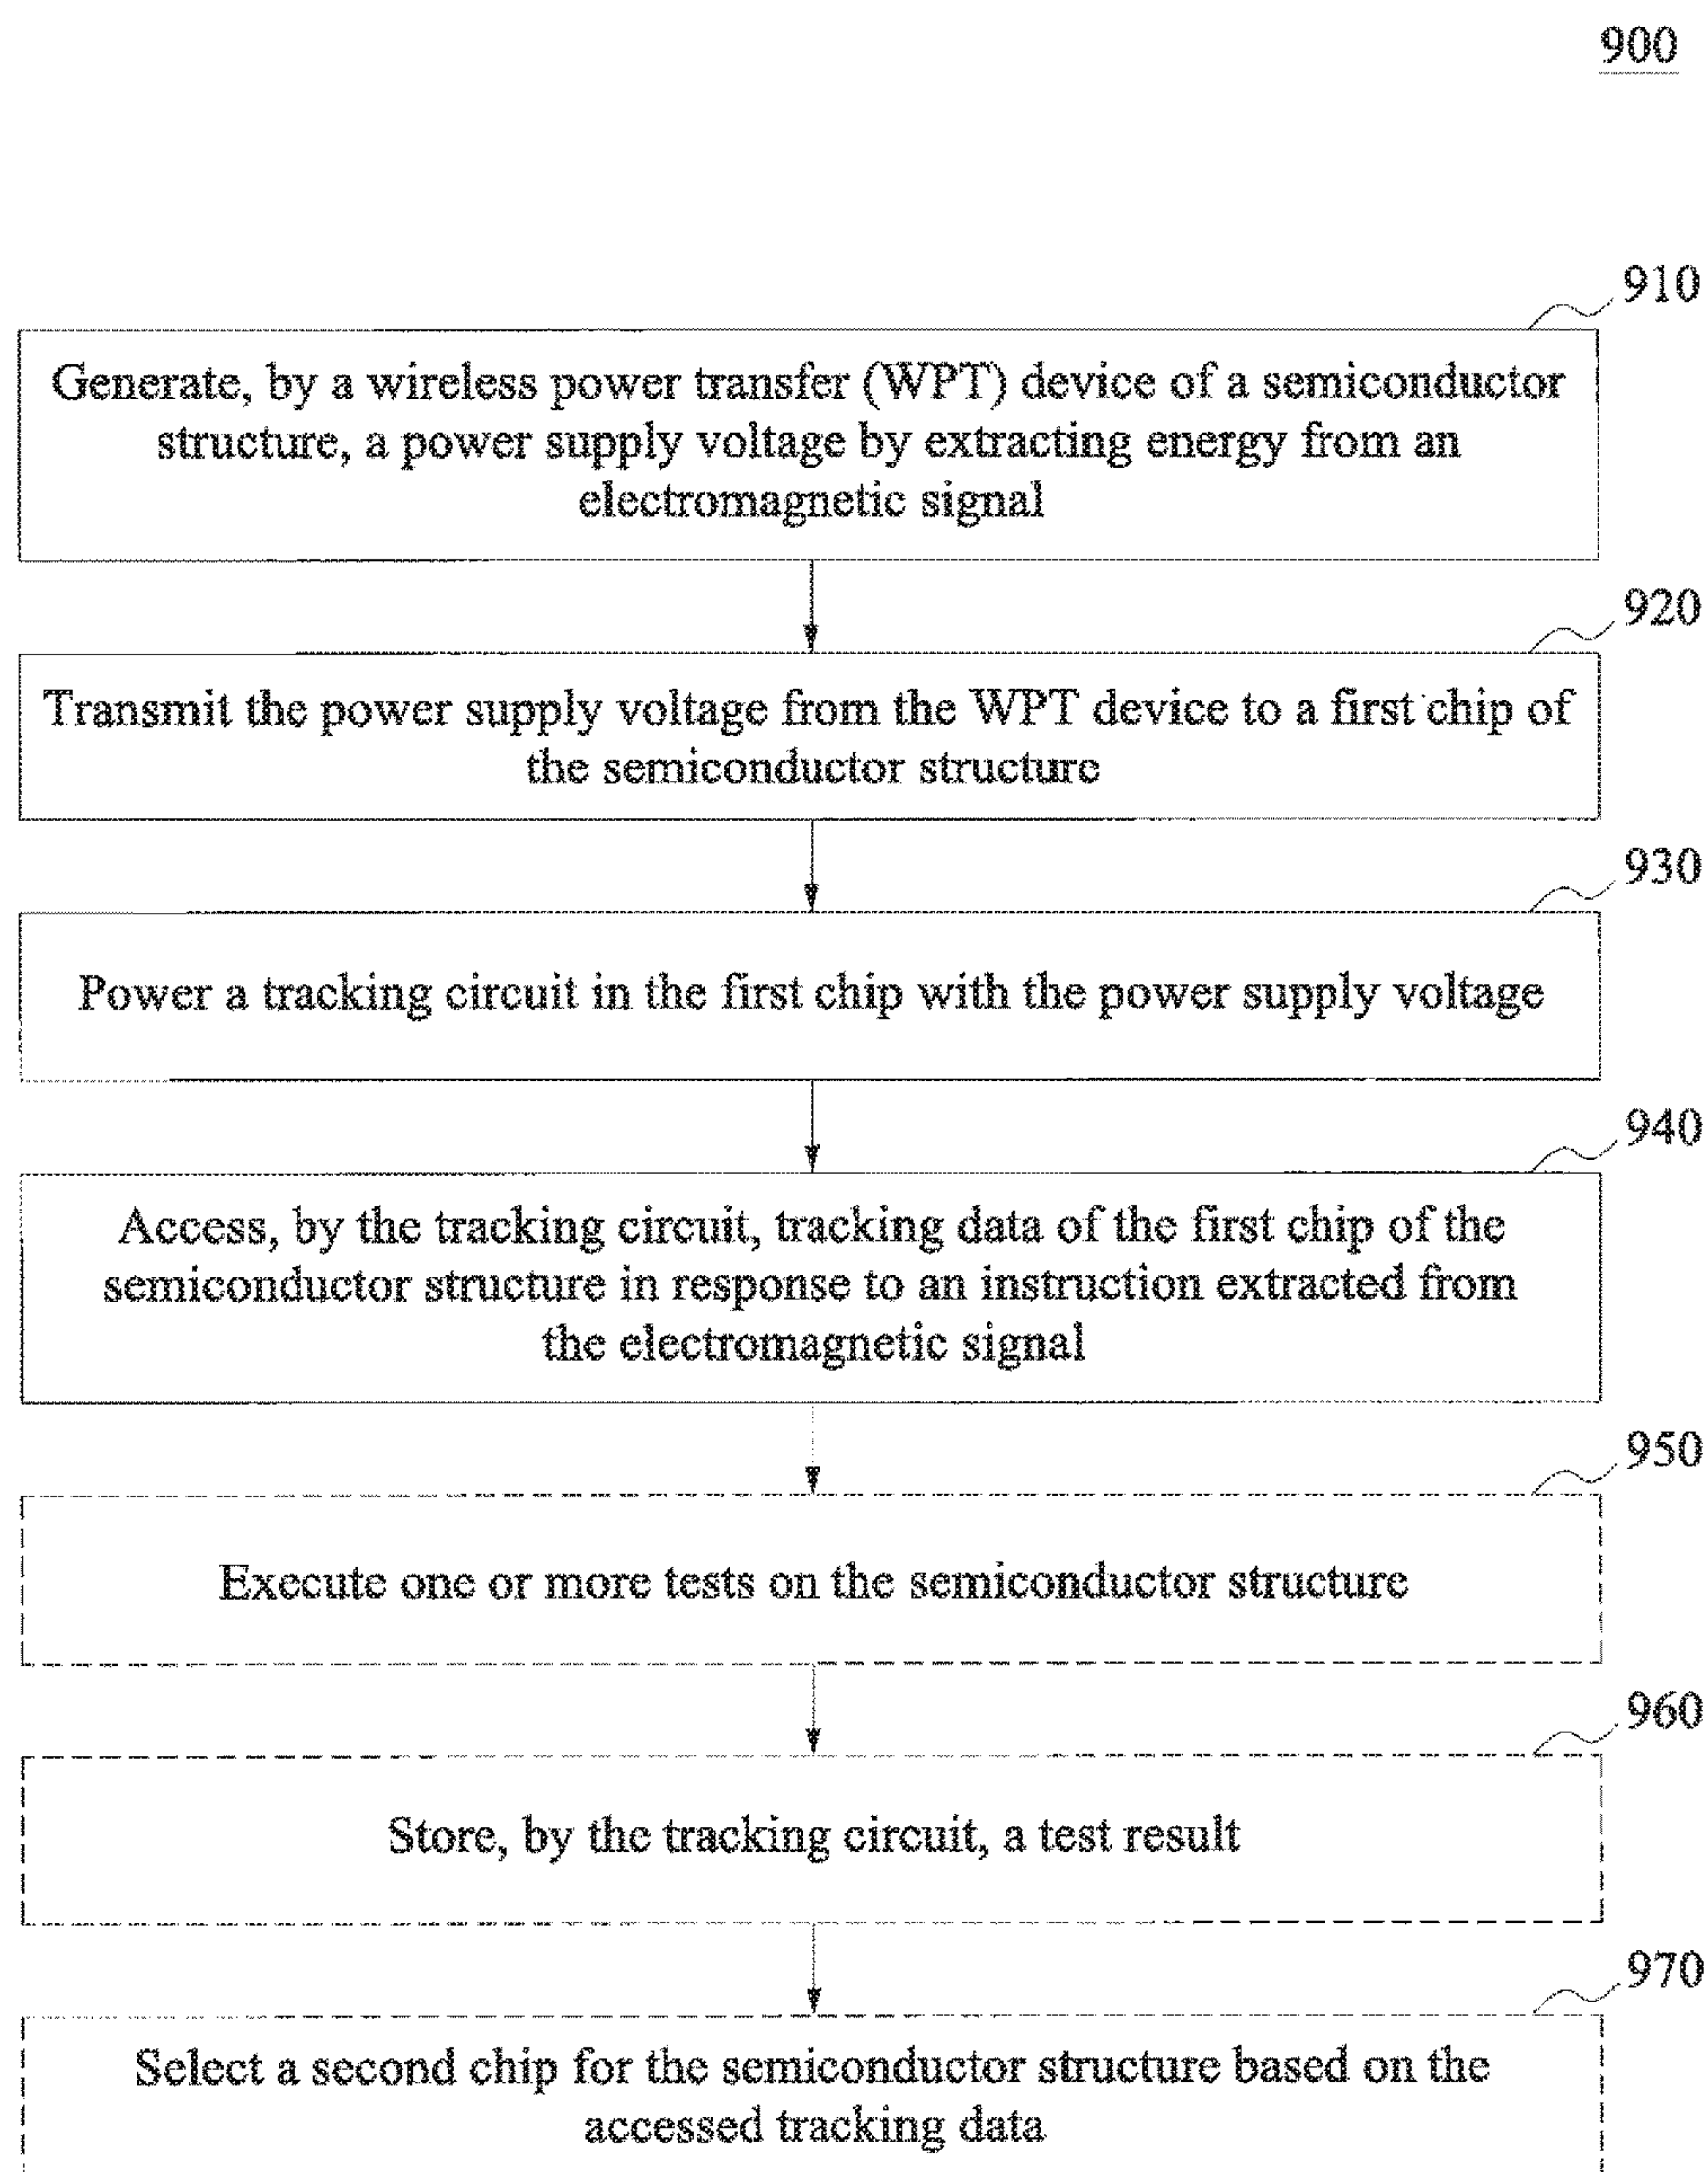 900
910
Generate, by a wireless power transfer (WPT) device of a semiconductor
structure, a power supply voltage by extracting energy from an
electromagnetic signal
920
Transmit the power supply voltage from the WPT device to a first chip of
the semiconductor structure
930
Power a tracking circuit in the first chip with the power supply voltage
940
Access, by the tracking circuit, tracking data of the first chip of the
semiconductor structure in response to an instruction extracted from
the electromagnetic signal
950
Execute one or more tests on the semiconductor structure
960
Store, by the tracking circuit, a test result
970
Select a second chip for the semiconductor structure based on the
accessed tracking data